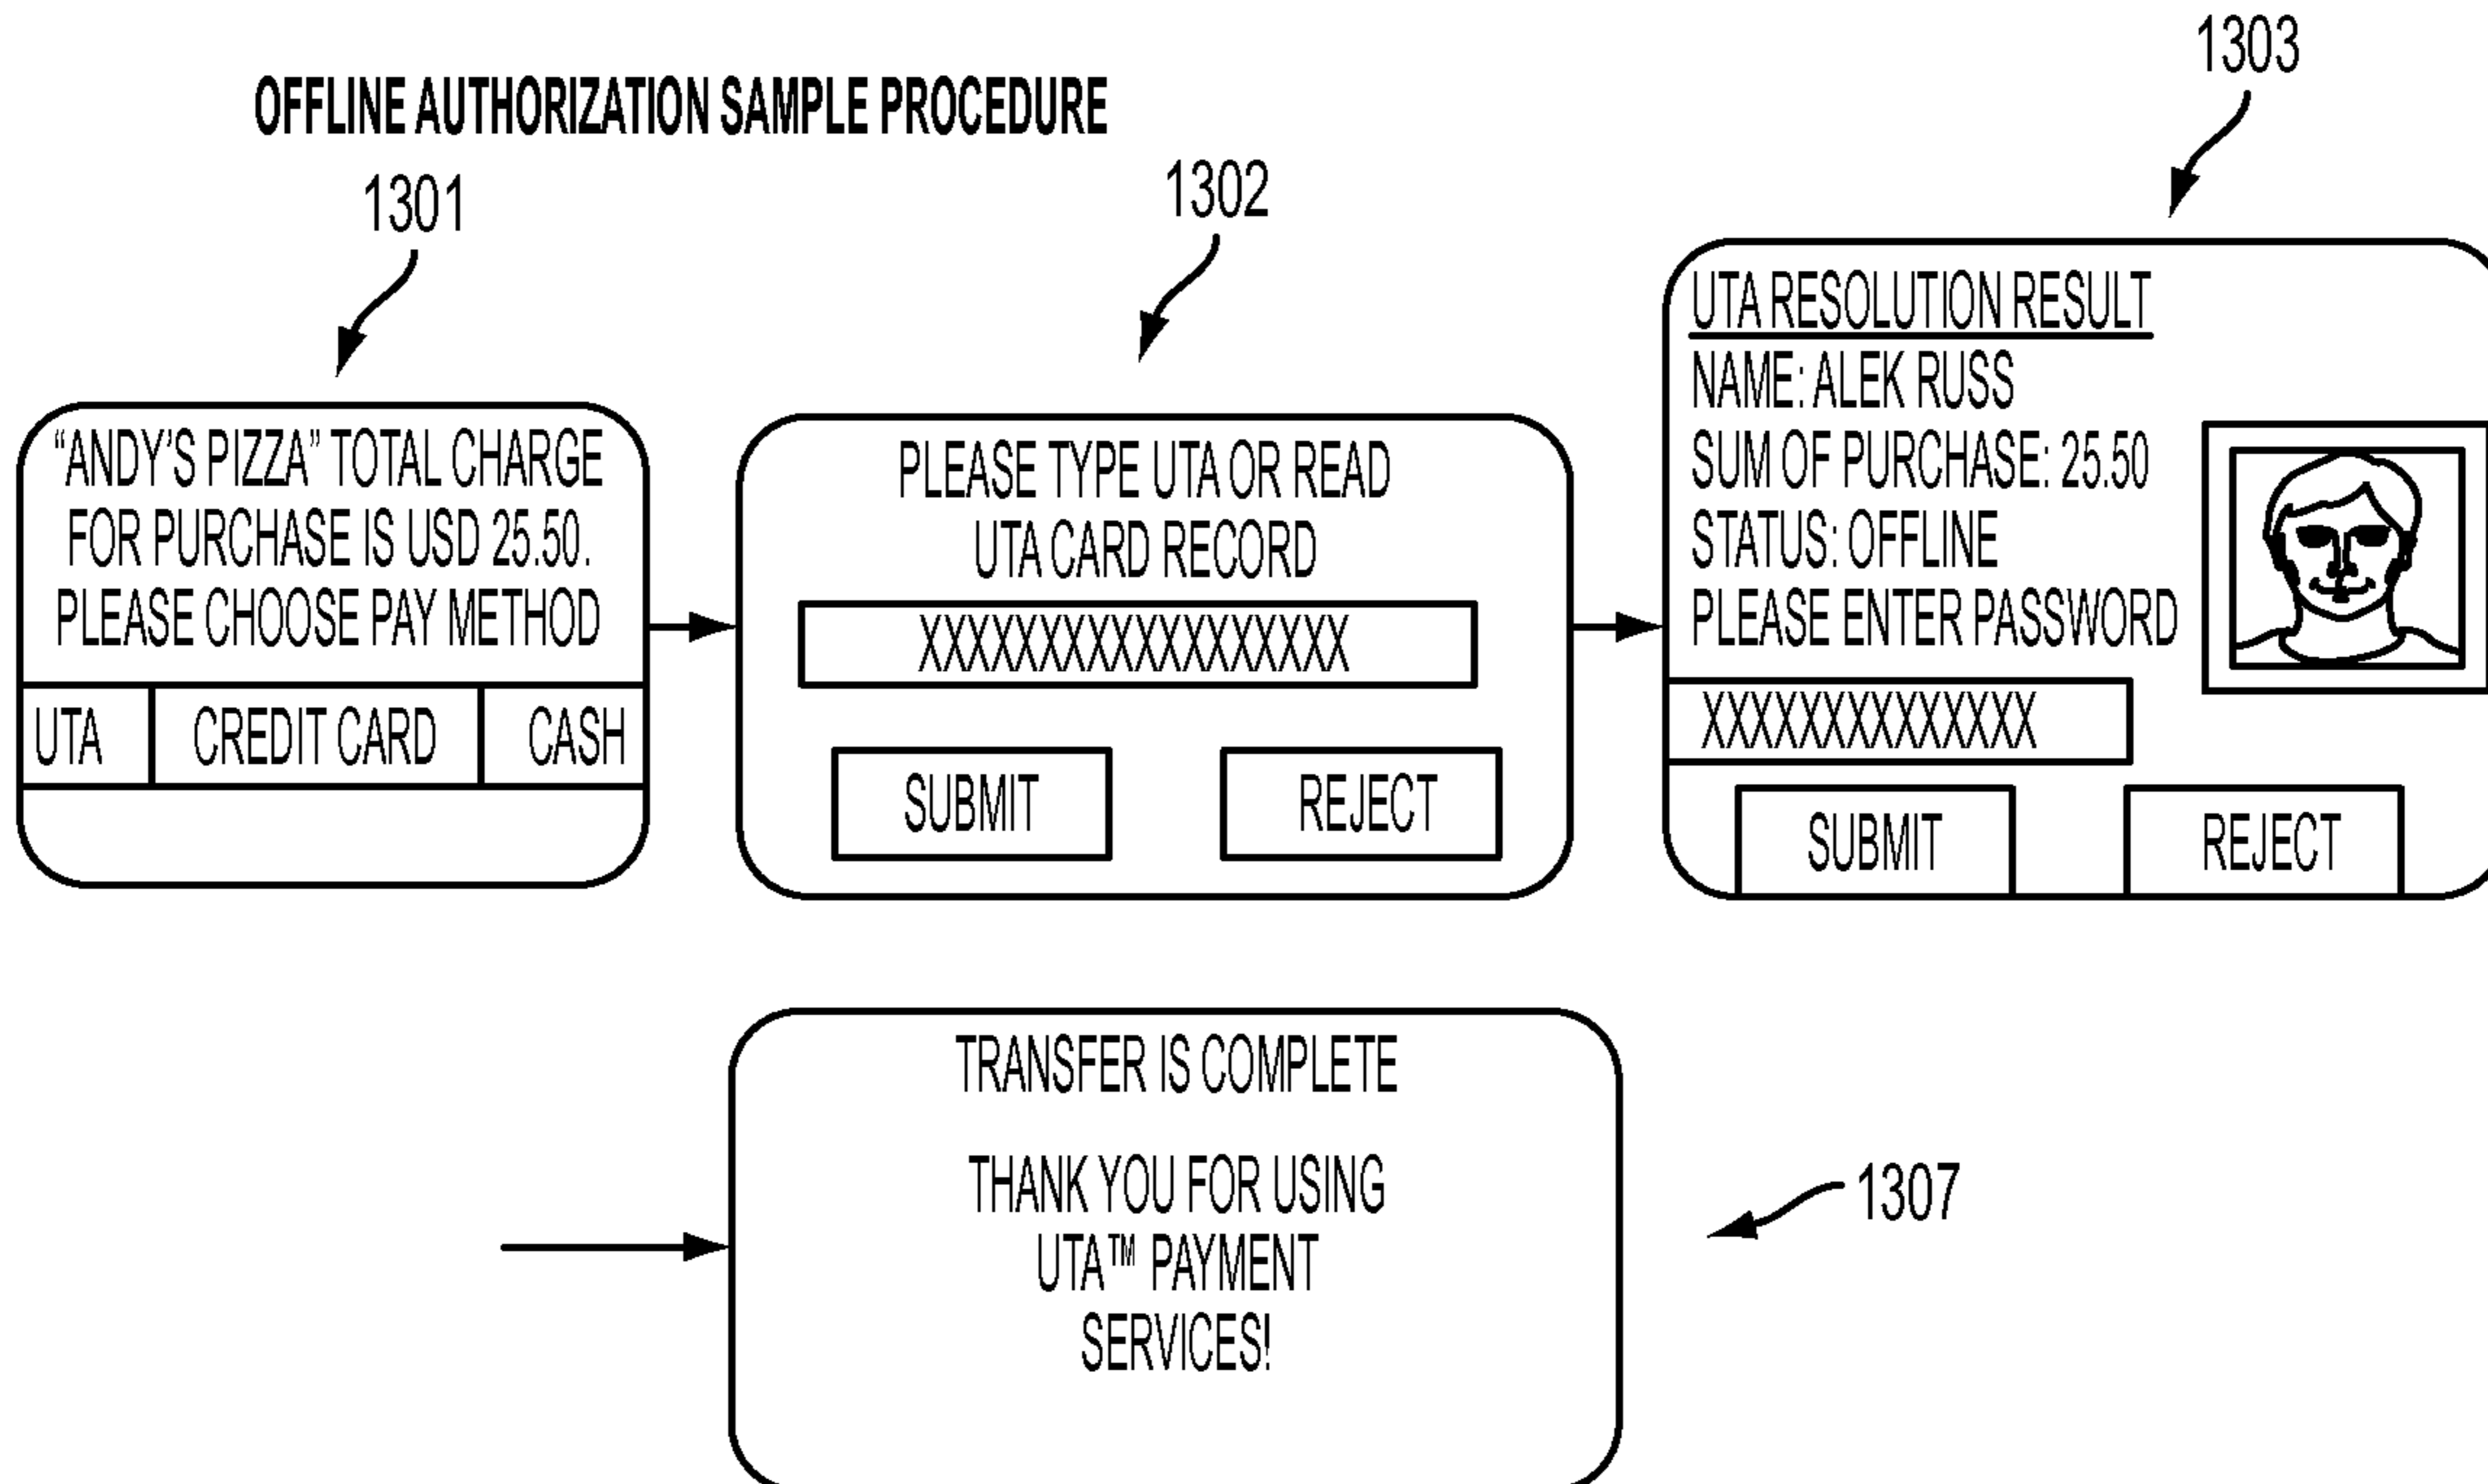 OFFLINE AUTHORIZATION SAMPLE PROCEDURE
1301
1302
1303
“ANDY’S PIZZA” TOTAL CHARGE
FOR PURCHASE IS USD 25.50.
PLEASE CHOOSE PAY METHOD
UTA
CREDIT CARD
CASH
PLEASE TYPE UTA OR READ
UTA CARD RECORD
XXXXXXXXXXXXXXXXXX
SUBMIT
REJECT
UTA RESOLUTION RESULT
NAME: ALEK RUSS
SUM OF PURCHASE: 25.50
STATUS: OFFLINE
PLEASE ENTER PASSWORD
XXXXXXXXXXXXXX
SUBMIT
REJECT
TRANSFER IS COMPLETE
THANK YOU FOR USING
UTA™ PAYMENT
SERVICES!
1307